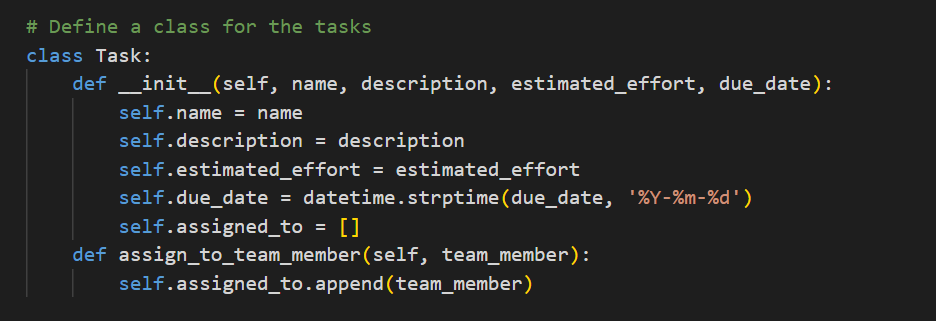 # Define a class for the tasks
class Task:
    def __init__(self, name, description, estimated_effort, due_date):
        self.name = name
        self.description = description
        self.estimated_effort = estimated_effort
        self.due_date = datetime.strptime(due_date, '%Y-%m-%d')
        self.assigned_to = []
    def assign_to_team_member(self, team_member):
        self.assigned_to.append(team_member)